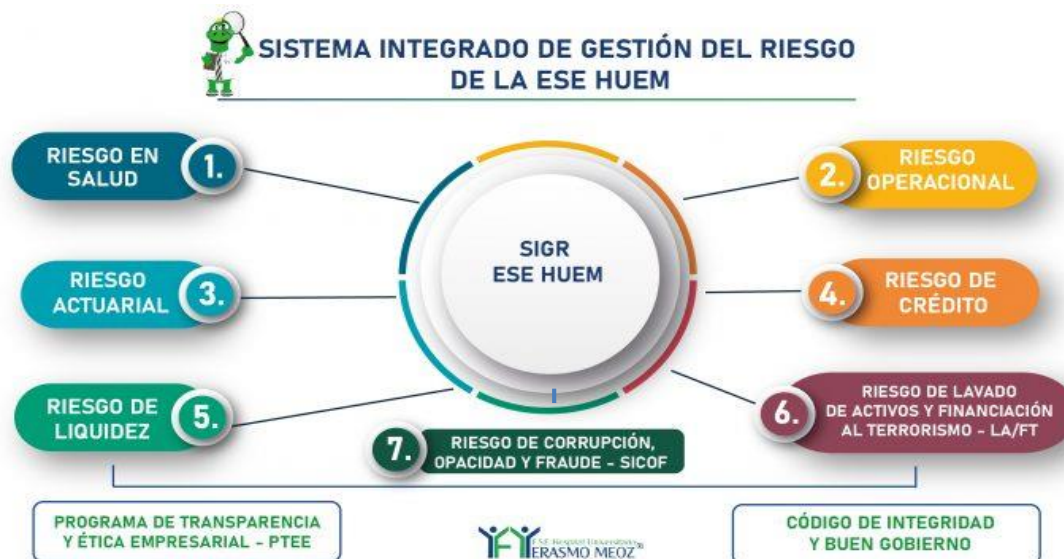 SISTEMA INTEGRADO DE GESTIÓN DEL RIESGO
DE LA ESE HUEM
RIESGO EN
SALUD
1.
2.
RIESGO
OPERACIONAL
SIGR
ESE HUEM
RIESGO
ACTUARIAL
3.
4.
RIESGO DE
CRÉDITO
RIESGO DE
LIQUIDEZ
5.
6.
RIESGO DE LAVADO
DE ACTIVOS Y FINANCIACIÓN
AL TERRORISMO - LA/FT
7.
RIESGO DE CORRUPCIÓN,
OPACIDAD Y FRAUDE - SICOF
PROGRAMA DE TRANSPARENCIA
Y ÉTICA EMPRESARIAL - PTEE
E.S.E. Hospital Universitario
ERASMO MEOZ
CÓDIGO DE INTEGRIDAD
Y BUEN GOBIERNO